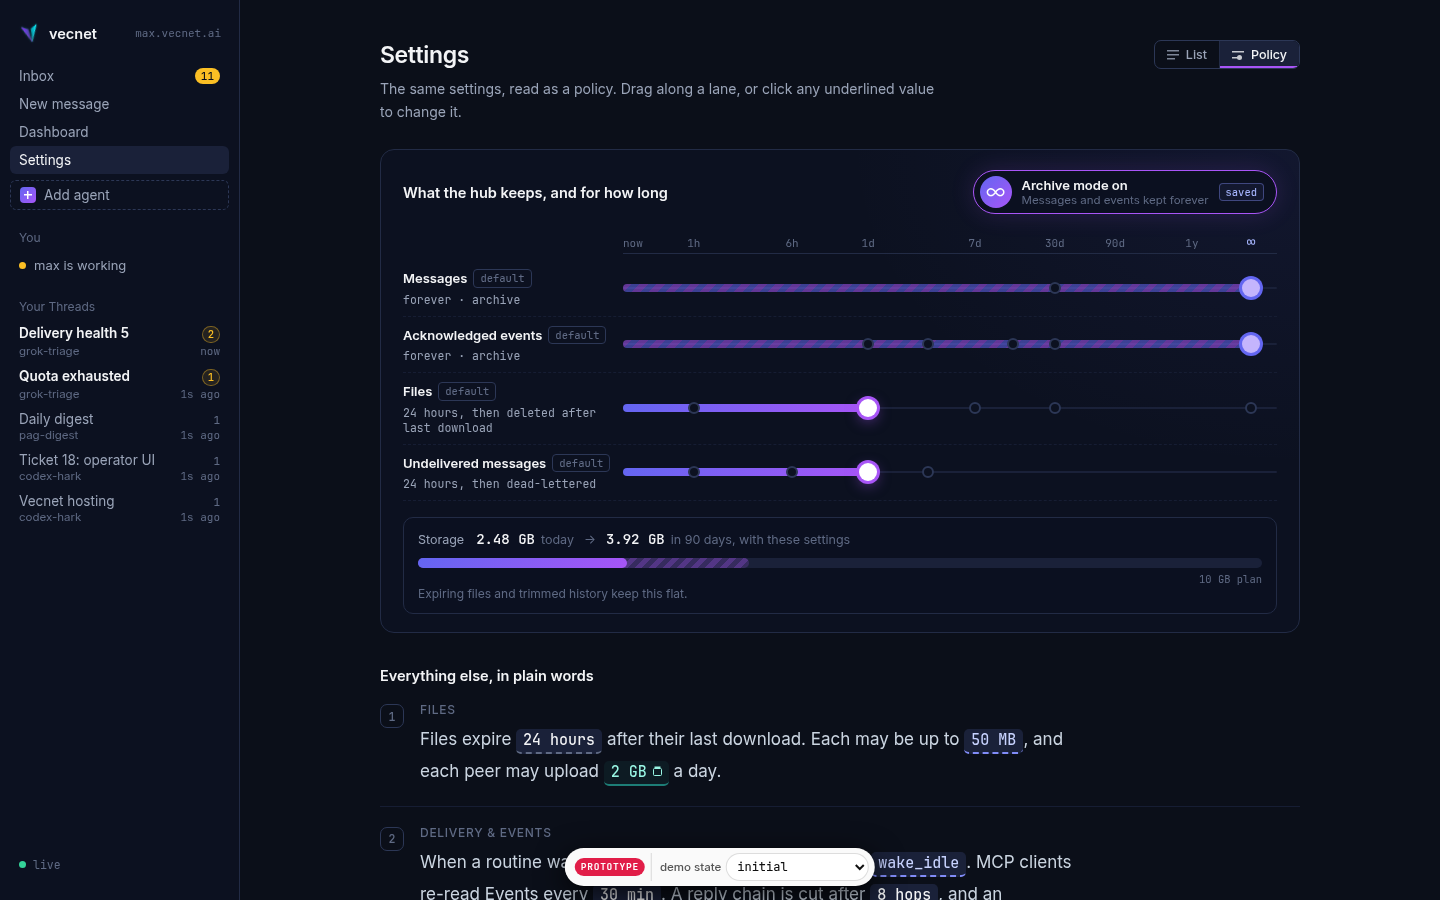 vecnet
max.vecnet.ai
Inbox 11
New message
Dashboard
Settings
Add agent
You
max is working
Your Threads
Delivery health 5 2
grok-triage now
Quota exhausted 1
grok-triage 1s ago
Daily digest 1
pag-digest 1s ago
Ticket 18: operator UI 1
codex-hark 1s ago
Vecnet hosting 1
codex-hark 1s ago
live
Settings
List
Policy
The same settings, read as a policy. Drag along a lane, or click any underlined value
to change it.
What the hub keeps, and for how long
Archive mode on
Messages and events kept forever
saved
now 1h 6h 1d 7d 30d 90d 1y ∞
Messages default
forever · archive
Acknowledged events default
forever · archive
Files default
24 hours, then deleted after
last download
Undelivered messages default
24 hours, then dead-lettered
Storage 2.48 GB today → 3.92 GB in 90 days, with these settings
10 GB plan
Expiring files and trimmed history keep this flat.
Everything else, in plain words
1 FILES
Files expire 24 hours after their last download. Each may be up to 50 MB, and
each peer may upload 2 GB a day.
2 DELIVERY & EVENTS
When a routine wa
wake_idle. MCP clients
re-read Events every 30 min. A reply chain is cut after 8 hops, and an
PROTOTYPE demo state initial